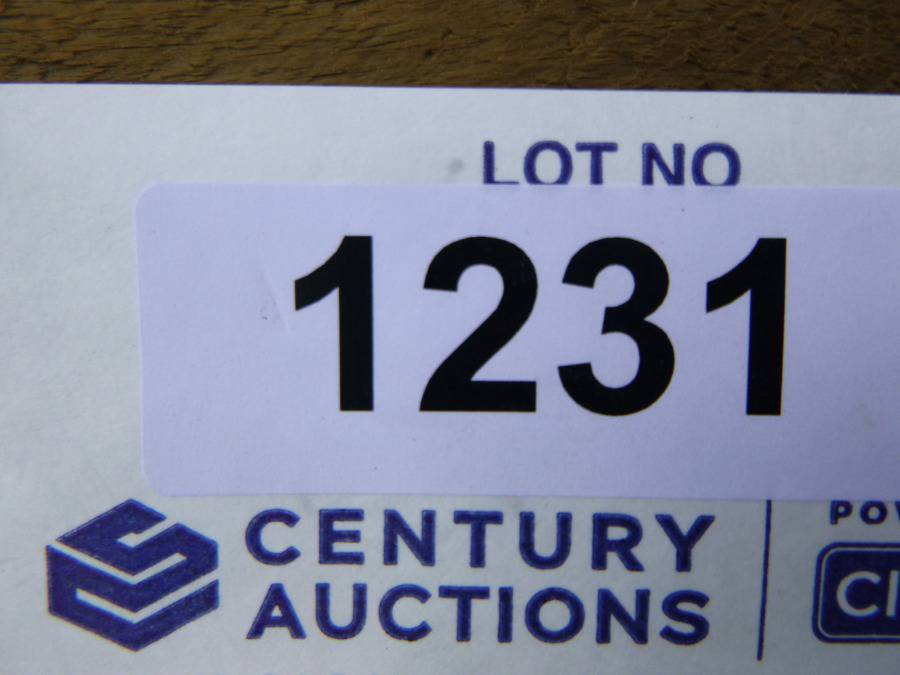 LOT NO
1231
CENTURY
AUCTIONS